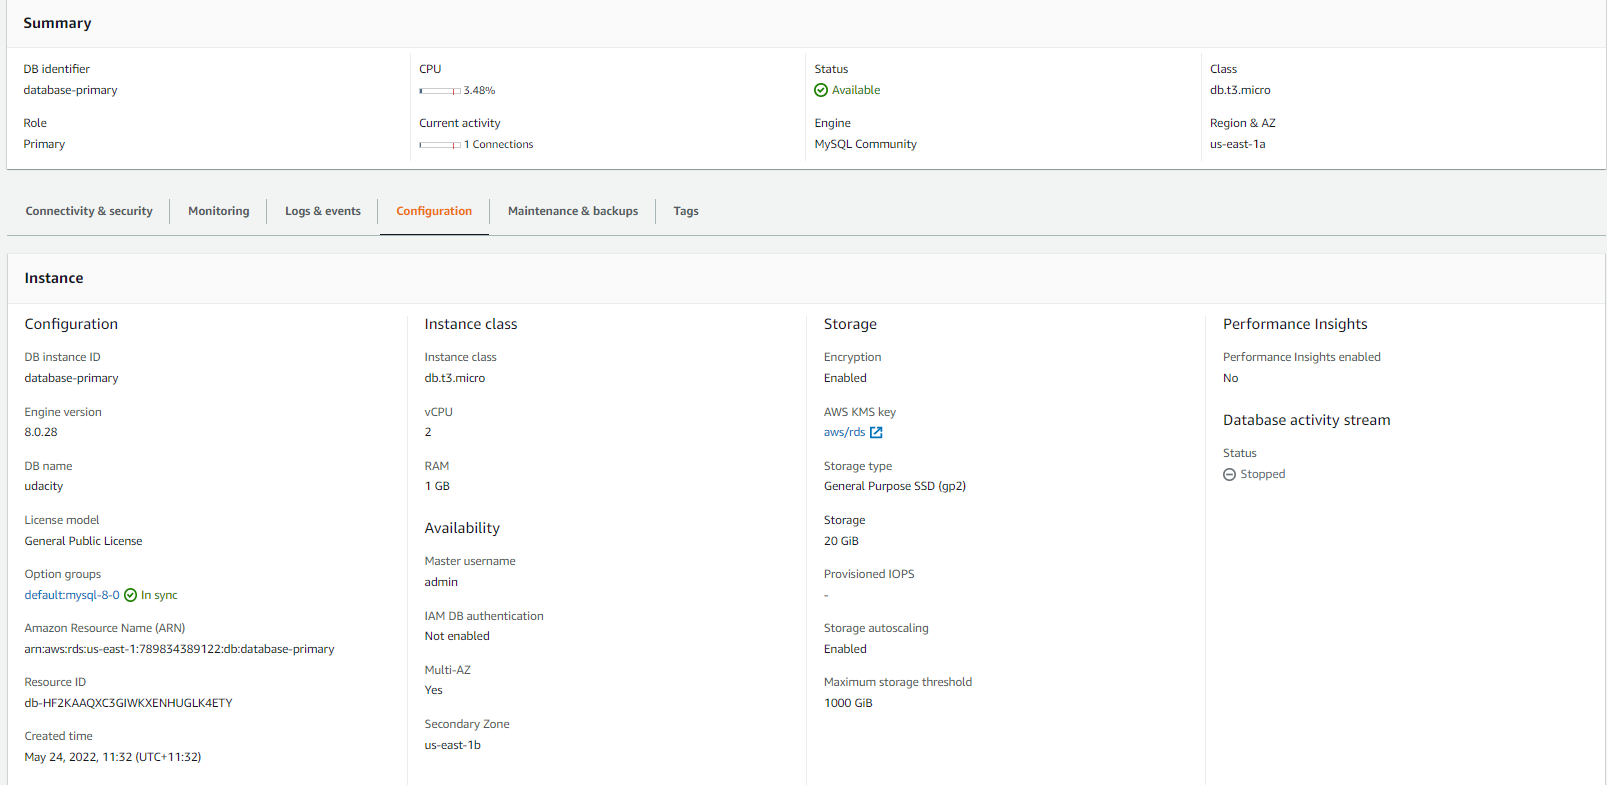 Summary
DB identifier
database-primary
CPU
3.48%
Status
Available
Class
db.t3.micro
Role
Primary
Current activity
1 Connections
Engine
MySQL Community
Region & AZ
us-east-1a
Connectivity & security
Monitoring
Logs & events
Configuration
Maintenance & backups
Tags
Instance
Configuration
DB instance ID
database-primary
Engine version
8.0.28
DB name
udacity
License model
General Public License
Option groups
default:mysql-8-0 In sync
Amazon Resource Name (ARN)
arn:aws:rds:us-east-1:789834389122:db:database-primary
Resource ID
db-HF2KAAQXC3GIWKXENHUGLK4ETY
Created time
May 24, 2022, 11:32 (UTC+11:32)
Instance class
Instance class
db.t3.micro
vCPU
2
RAM
1 GB
Availability
Master username
admin
IAM DB authentication
Not enabled
Multi-AZ
Yes
Secondary Zone
us-east-1b
Storage
Encryption
Enabled
AWS KMS key
aws/rds
Storage type
General Purpose SSD (gp2)
Storage
20 GiB
Provisioned IOPS
-
Storage autoscaling
Enabled
Maximum storage threshold
1000 GiB
Performance Insights
Performance Insights enabled
No
Database activity stream
Status
Stopped